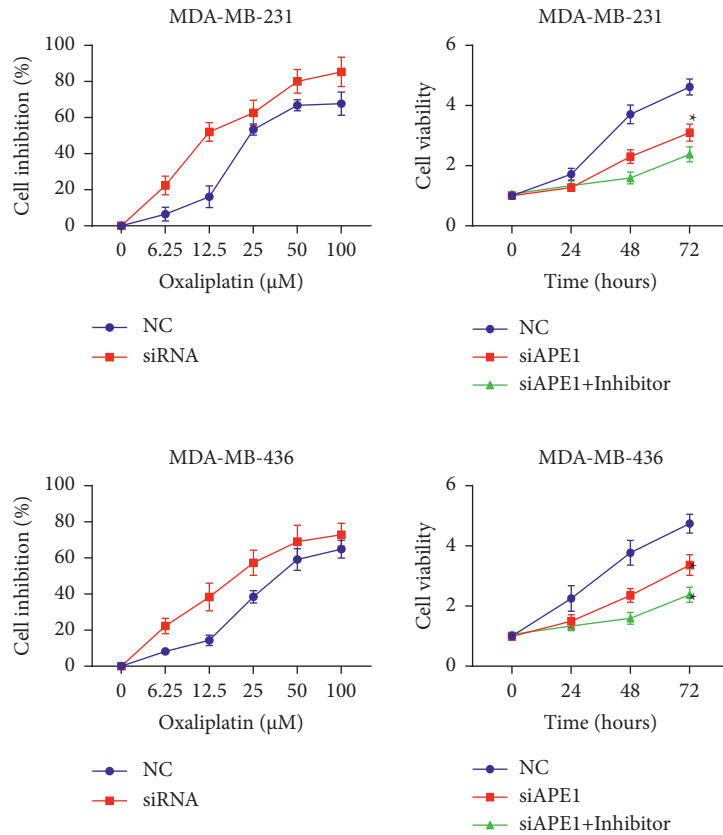 MDA-MB-231
Cell inhibition (%)
100
80
60
40
20
0
0 6.25 12.5 25 50 100
Oxaliplatin (μM)
NC
siRNA
MDA-MB-231
Cell viability
6
4
2
0
0 24 48 72
Time (hours)
*
NC
siAPE1
siAPE1+Inhibitor
MDA-MB-436
Cell inhibition (%)
100
80
60
40
20
0
0 6.25 12.5 25 50 100
Oxaliplatin (μM)
NC
siRNA
MDA-MB-436
Cell viability
6
4
2
0
0 24 48 72
Time (hours)
*
*
NC
siAPE1
siAPE1+Inhibitor